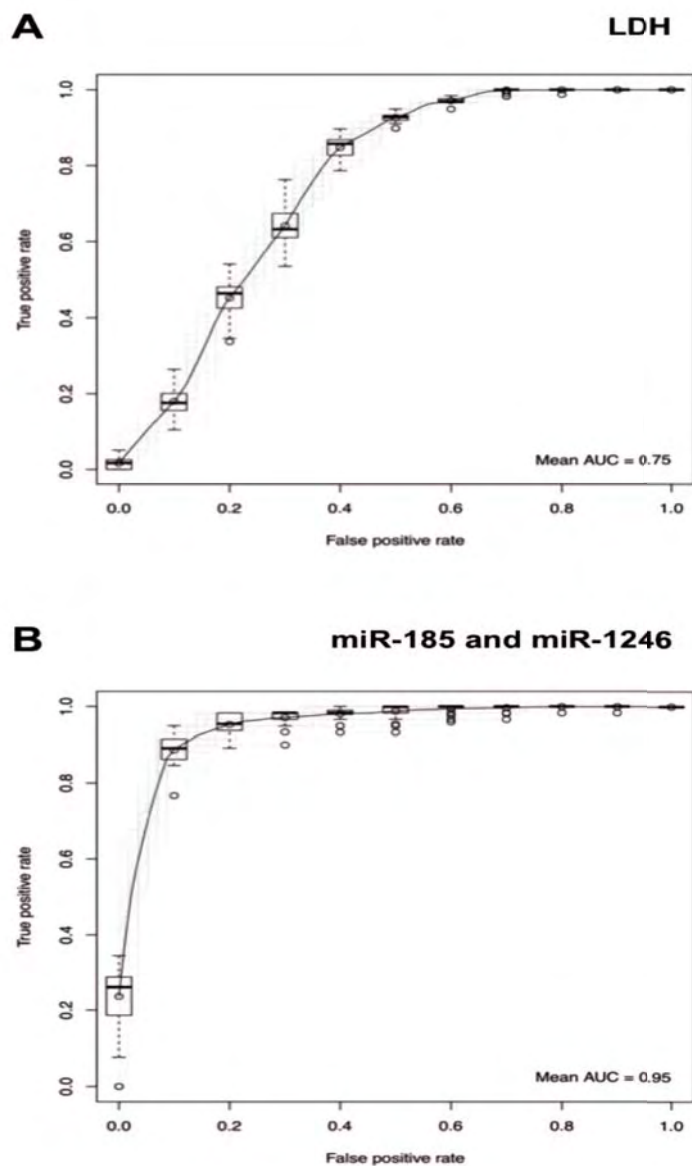 A
LDH
1.0
0.8
0.6
0.4
0.2
0.0
True positive rate
Mean AUC = 0.75
0.0 0.2 0.4 0.6 0.8 1.0
False positive rate
B
miR-185 and miR-1246
1.0
0.8
0.6
0.4
0.2
0.0
True positive rate
Mean AUC = 0.95
0.0 0.2 0.4 0.6 0.8 1.0
False positive rate